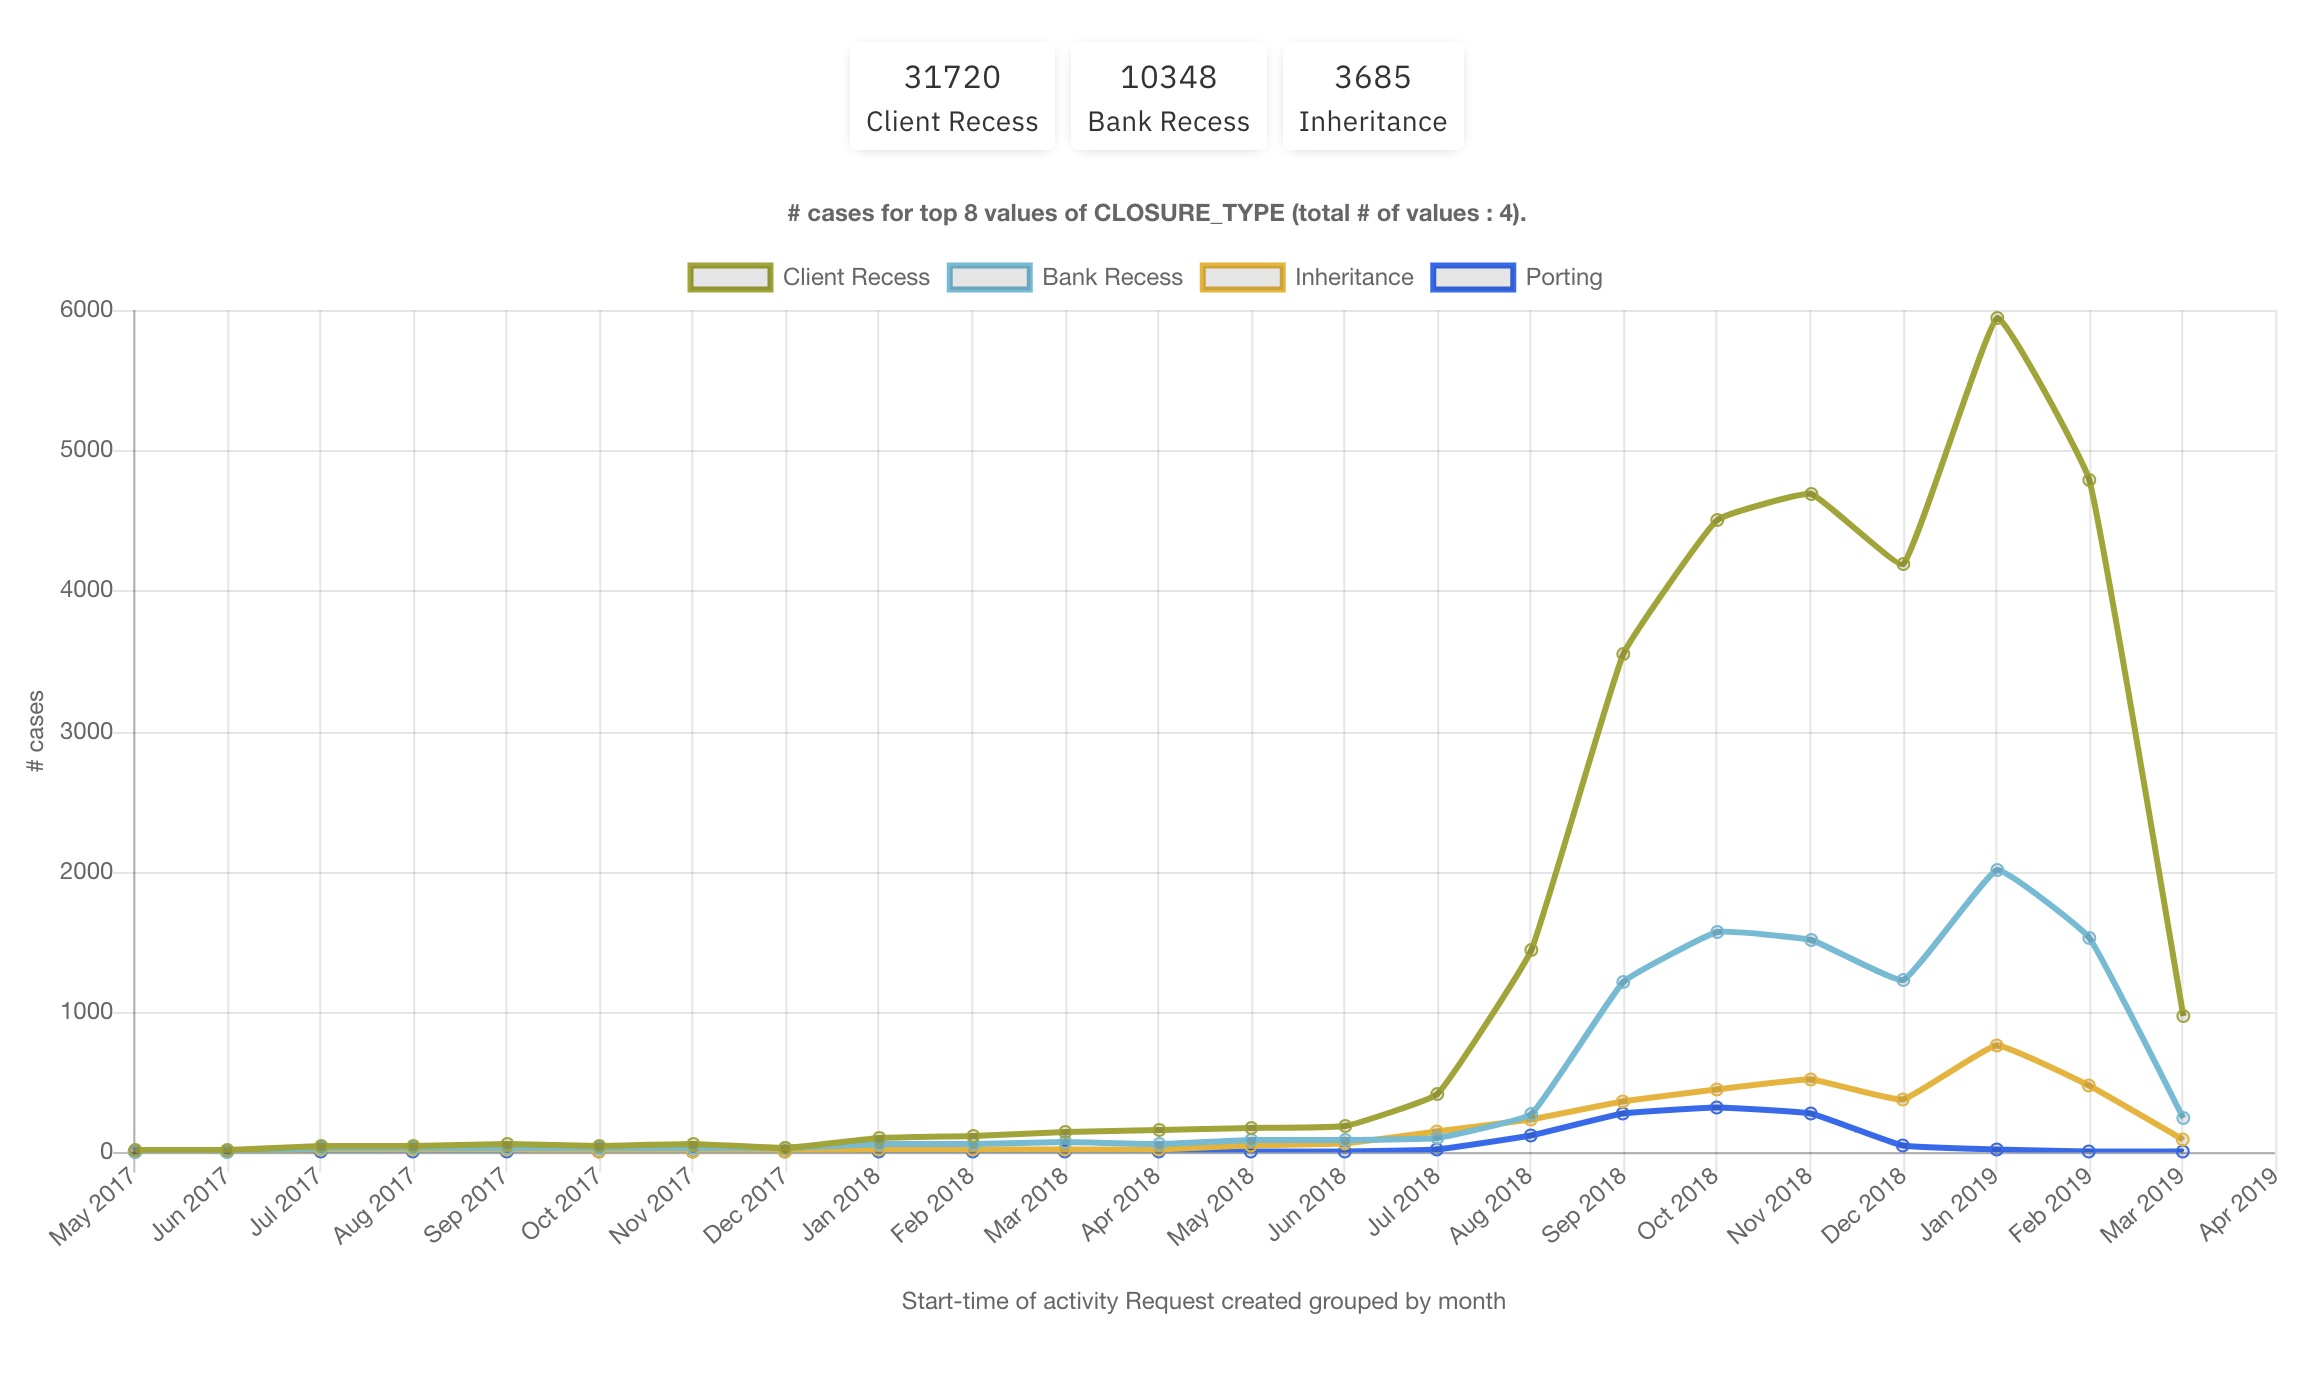 31720 10348 3685
Client Recess Bank Recess Inheritance
# cases for top 8 values of CLOSURE_TYPE (total # of values : 4).
Client Recess Bank Recess Inheritance Porting
6000
5000
4000
3000
2000
1000
0
# cases
May 2017 Jun 2017 Jul 2017 Aug 2017 Sep 2017 Oct 2017 Nov 2017 Dec 2017 Jan 2018 Feb 2018 Mar 2018 Apr 2018 May 2018 Jun 2018 Jul 2018 Aug 2018 Sep 2018 Oct 2018 Nov 2018 Dec 2018 Jan 2019 Feb 2019 Mar 2019 Apr 2019
Start-time of activity Request created grouped by month